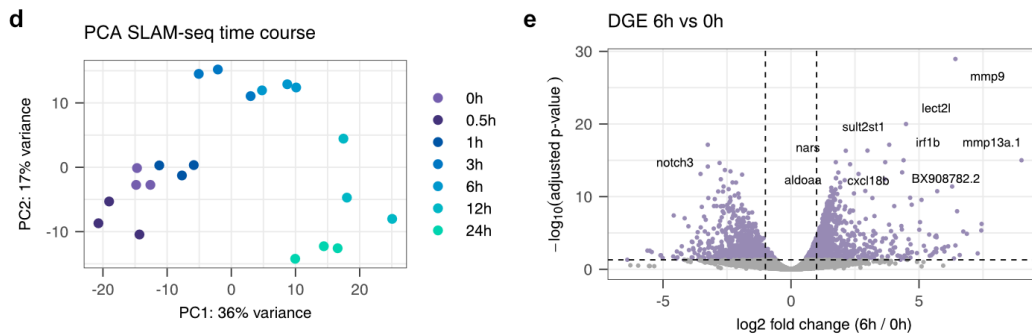 d
PCA SLAM-seq time course
PC2: 17% variance
10
0
-10
-20
-10
0
10
20
PC1: 36% variance
0h
0.5h
1h
3h
6h
12h
24h
e
DGE 6h vs 0h
−log10(adjusted p-value )
30
20
10
0
-5
0
5
log2 fold change (6h / 0h)
mmp9
lect2l
sult2st1
nars
irf1b
mmp13a.1
notch3
aldoaa
cxcl18b
BX908782.2